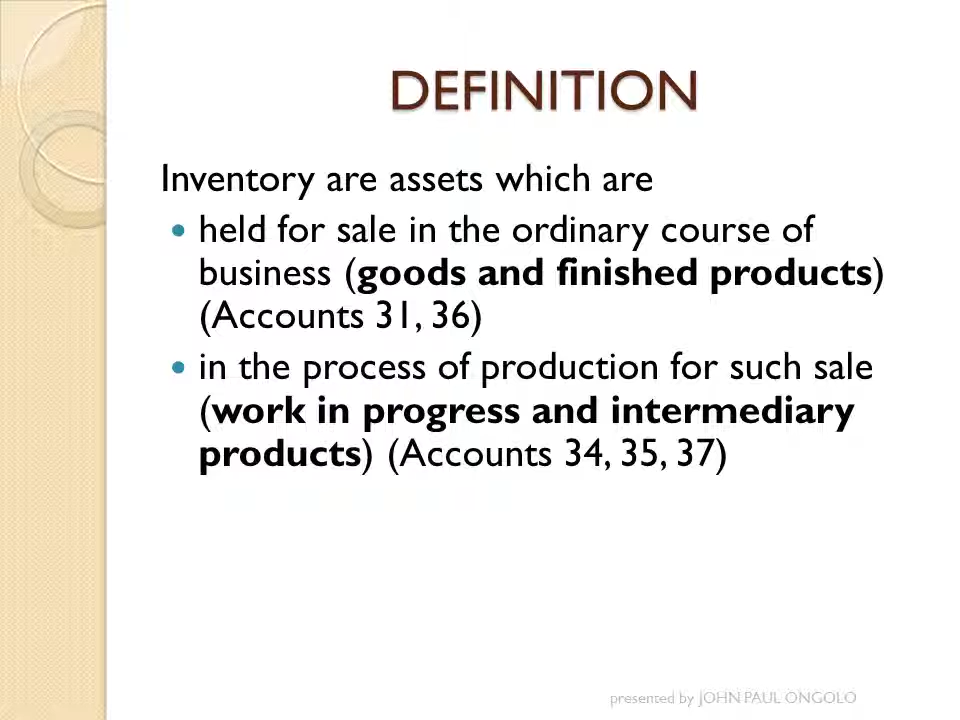 DEFINITION
Inventory are assets which are
• held for sale in the ordinary course of
business (goods and finished products)
(Accounts 31, 36)
• in the process of production for such sale
(work in progress and intermediary
products) (Accounts 34, 35, 37)
presented by JOHN PAUL ONGOLO